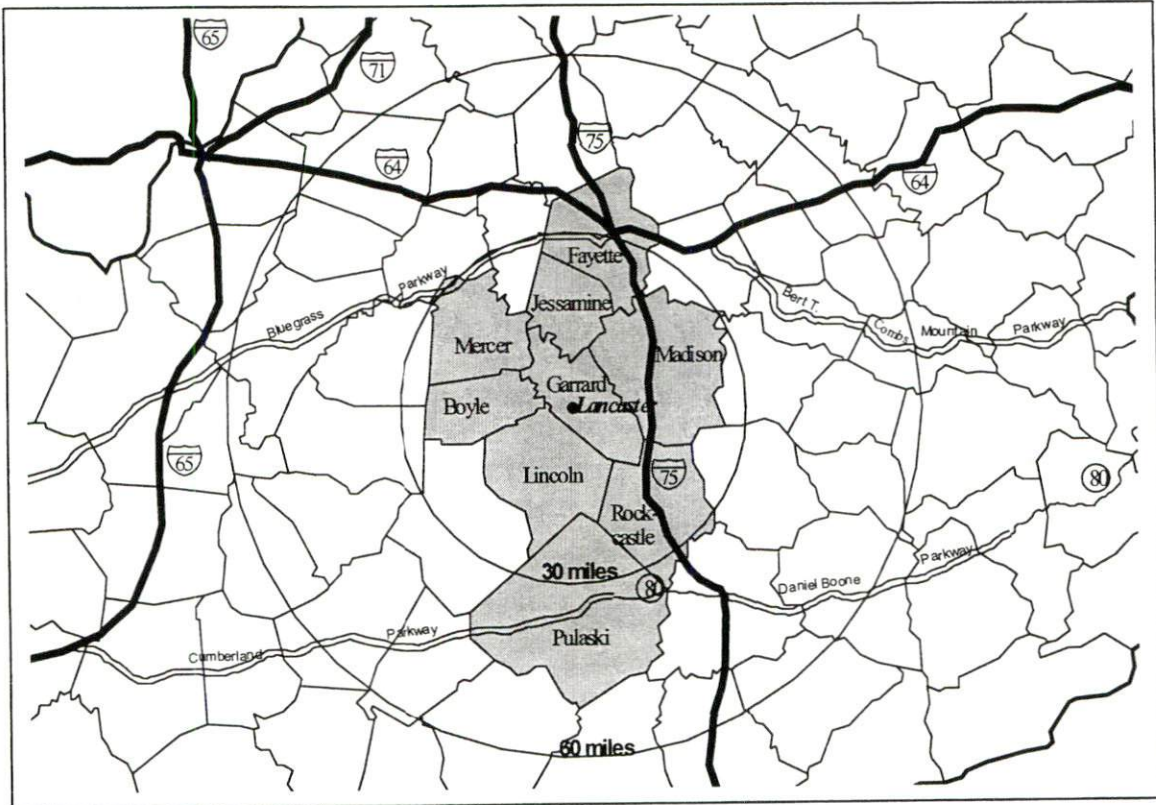 65
71
75
64
64
Fayette
Parkway
Jessamine
Bert T.
Bluegrass
Combs
Mountain
Parkway
Mercer
Madison
Garrard
Boyle
Lancaster
65
75
80
Lincoln
Rock-
castle
30 miles
80
Daniel Boone
Parkway
Parkway
Pulaski
Cumberland
60 miles